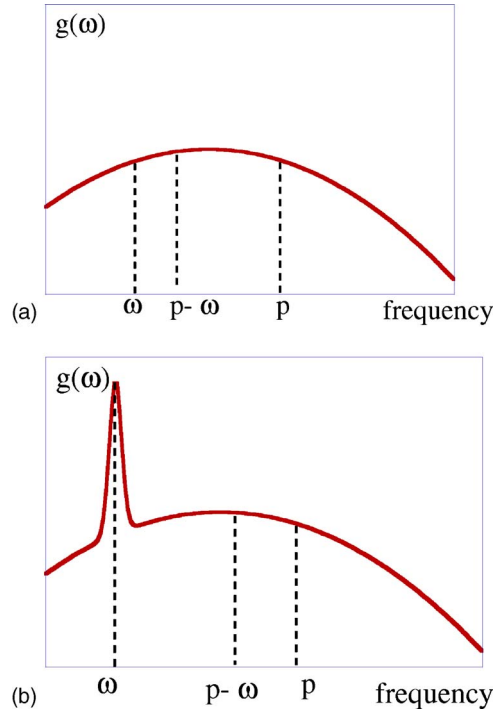 g(ω)
ω p- ω p frequency
(a)
g(ω)
ω p- ω p frequency
(b)